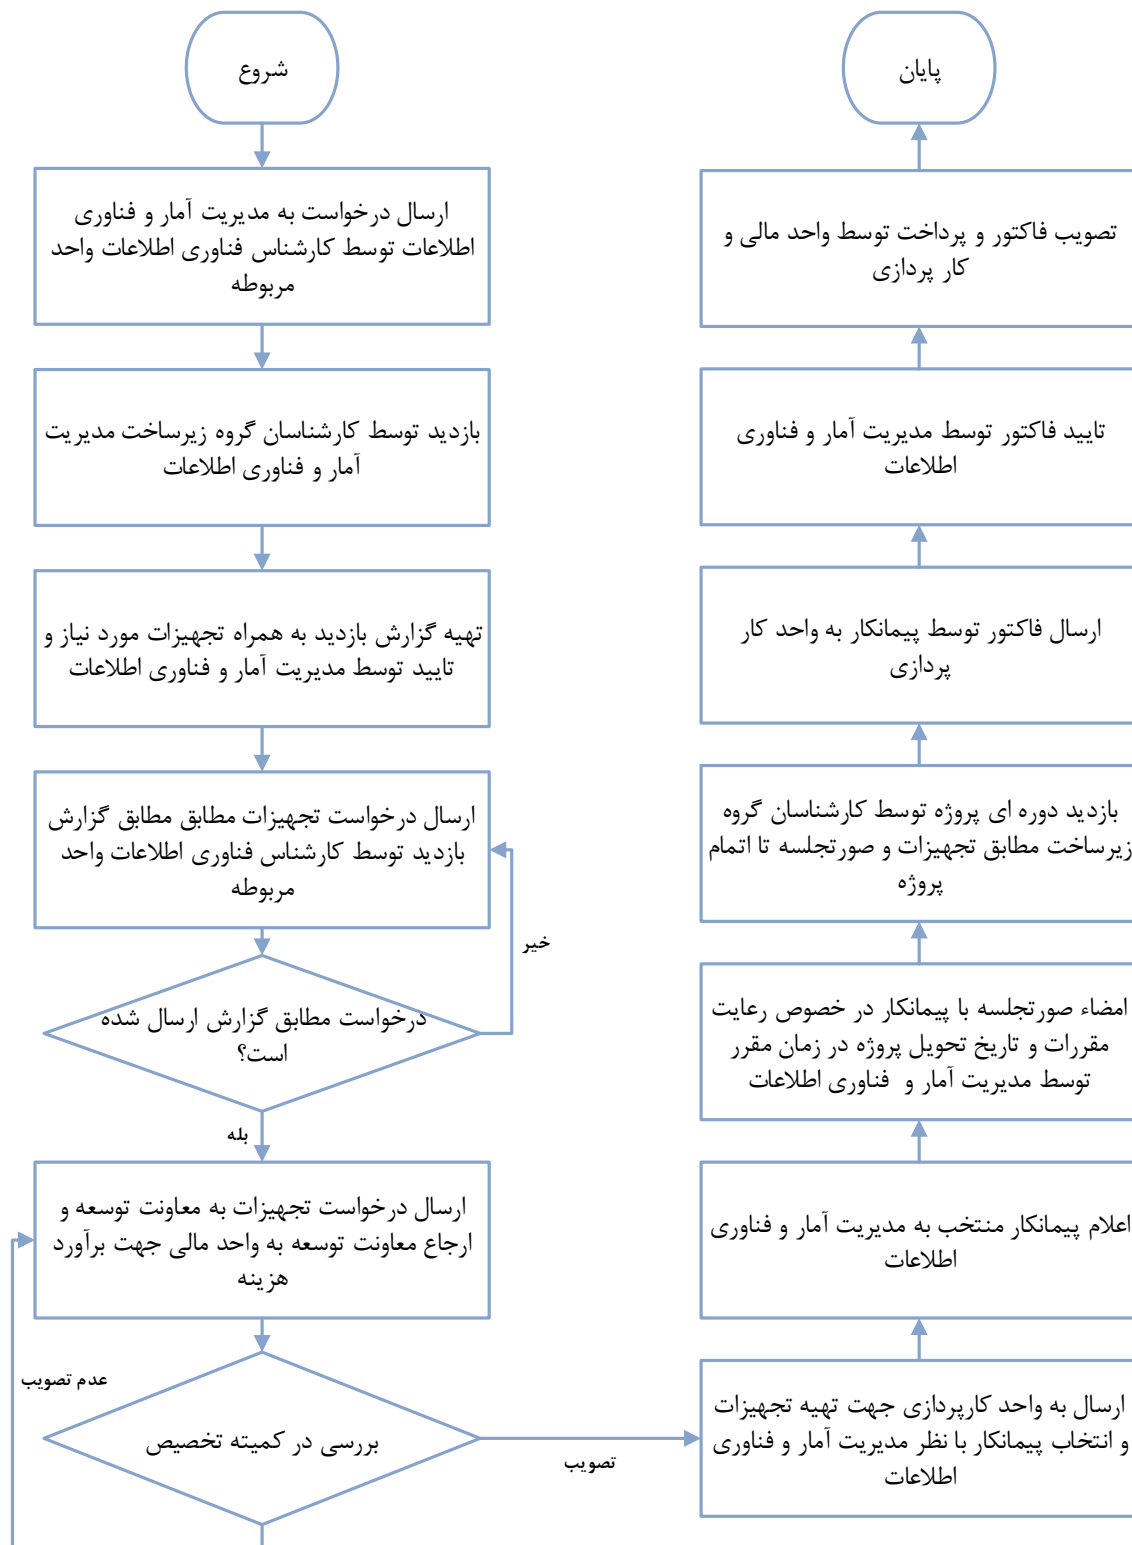 شروع
ارسال درخواست به مدیریت آمار و فناوری
اطلاعات توسط کارشناس فناوری اطلاعات واحد
مربوطه
بازدید توسط کارشناسان گروه زیرساخت مدیریت
آمار و فناوری اطلاعات
تهیه گزارش بازدید به همراه تجهیزات مورد نیاز و
تایید توسط مدیریت آمار و فناوری اطلاعات
ارسال درخواست تجهیزات مطابق مطابق گزارش
بازدید توسط کارشناس فناوری اطلاعات واحد
مربوطه
خیر
درخواست مطابق گزارش ارسال شده
است؟
بله
ارسال درخواست تجهیزات به معاونت توسعه و
ارجاع معاونت توسعه به واحد مالی جهت برآورد
هزینه
عدم تصویب
بررسی در کمیته تخصیص
تصویب
ارسال به واحد کارپردازی جهت تهیه تجهیزات
و انتخاب پیمانکار با نظر مدیریت آمار و فناوری
اطلاعات
اعلام پیمانکار منتخب به مدیریت آمار و فناوری
اطلاعات
امضاء صورتجلسه با پیمانکار در خصوص رعایت
مقررات و تاریخ تحویل پروژه در زمان مقرر
توسط مدیریت آمار و فناوری اطلاعات
بازدید دوره ای پروژه توسط کارشناسان گروه
زیرساخت مطابق تجهیزات و صورتجلسه تا اتمام
پروژه
ارسال فاکتور توسط پیمانکار به واحد کار
پردازی
تایید فاکتور توسط مدیریت آمار و فناوری
اطلاعات
تصویب فاکتور و پرداخت توسط واحد مالی و
کار پردازی
پایان